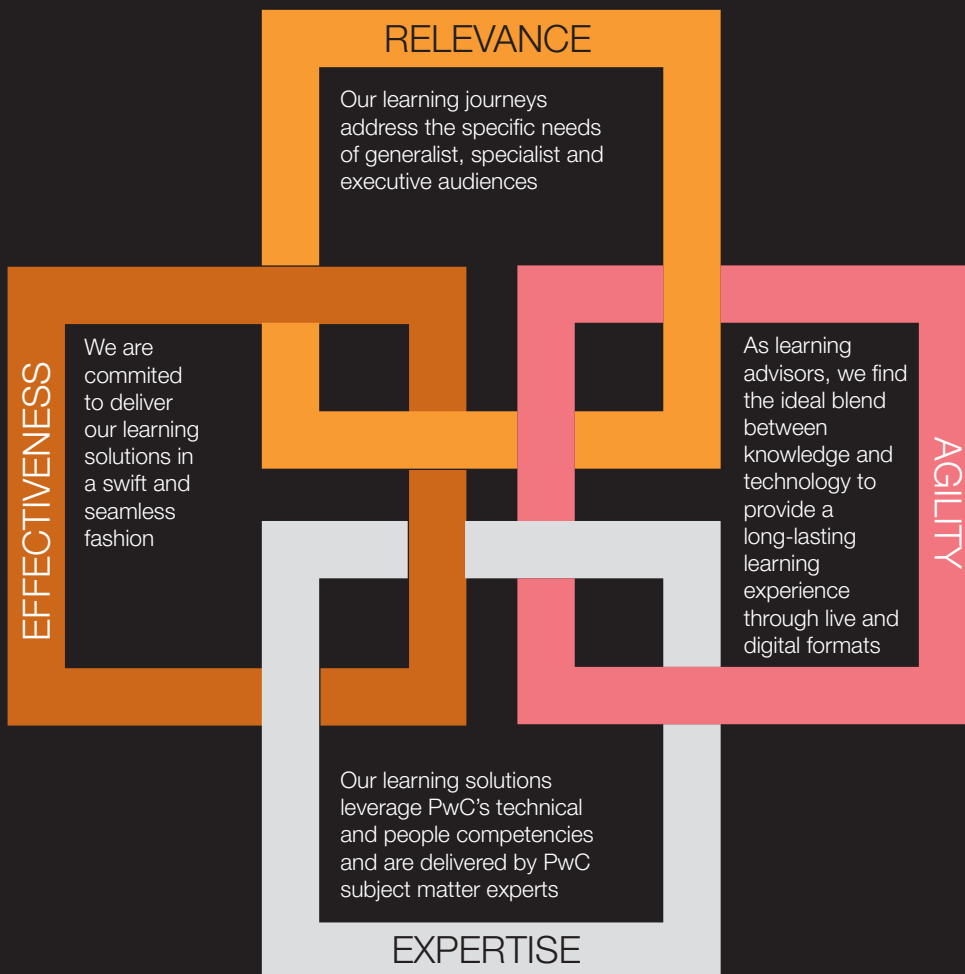 RELEVANCE
Our learning journeys
address the specific needs
of generalist, specialist and
executive audiences
EFFECTIVENESS
We are
commited
to deliver
our learning
solutions in
a swift and
seamless
fashion
As learning
advisors, we find
the ideal blend
between
knowledge and
technology to
provide a
long-lasting
learning
experience
through live and
digital formats
AGILITY
Our learning solutions
leverage PwC’s technical
and people competencies
and are delivered by PwC
subject matter experts
EXPERTISE